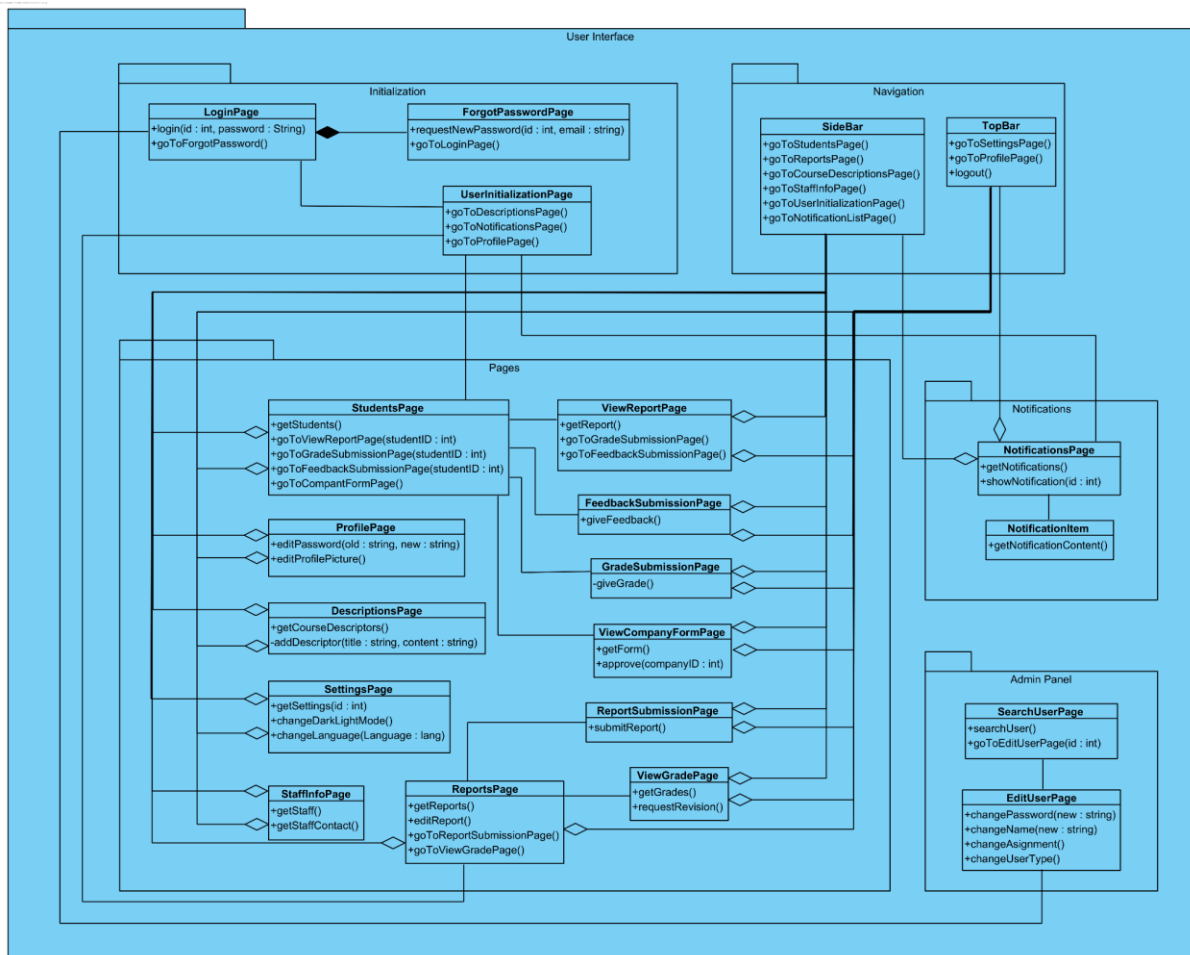 User Interface
Initialization
LoginPage
+login(id : int, password : String)
+goToForgotPassword()
ForgotPasswordPage
+requestNewPassword(id : int, email : string)
+goToLoginPage()
UserInitializationPage
+goToDescriptionsPage()
+goToNotificationsPage()
+goToProfilePage()
Navigation
SideBar
+goToStudentsPage()
+goToReportsPage()
+goToCourseDescriptionsPage()
+goToStaffInfoPage()
+goToUserInitializationPage()
+goToNotificationListPage()
TopBar
+goToSettingsPage()
+goToProfilePage()
+logout()
Pages
StudentsPage
+getStudents()
+goToViewReportPage(studentID : int)
+goToGradeSubmissionPage(studentID : int)
+goToFeedbackSubmissionPage(studentID : int)
+goToCompantFormPage()
ViewReportPage
+getReport()
+goToGradeSubmissionPage()
+goToFeedbackSubmissionPage()
FeedbackSubmissionPage
+giveFeedback()
ProfilePage
+editPassword(old : string, new : string)
+editProfilePicture()
GradeSubmissionPage
-giveGrade()
DescriptionsPage
+getCourseDescriptors()
-addDescriptor(title : string, content : string)
ViewCompanyFormPage
+getForm()
+approve(companyID : int)
SettingsPage
+getSettings(id : int)
+changeDarkLightMode()
+changeLanguage(Language : lang)
ReportSubmissionPage
+submitReport()
StaffInfoPage
+getStaff()
+getStaffContact()
ReportsPage
+getReports()
+editReport()
+goToReportSubmissionPage()
+goToViewGradePage()
ViewGradePage
+getGrades()
+requestRevision()
Notifications
NotificationsPage
+getNotifications()
+showNotification(id : int)
NotificationItem
+getNotificationContent()
Admin Panel
SearchUserPage
+searchUser()
+goToEditUserPage(id : int)
EditUserPage
+changePassword(new : string)
+changeName(new : string)
+changeAsignment()
+changeUserType()